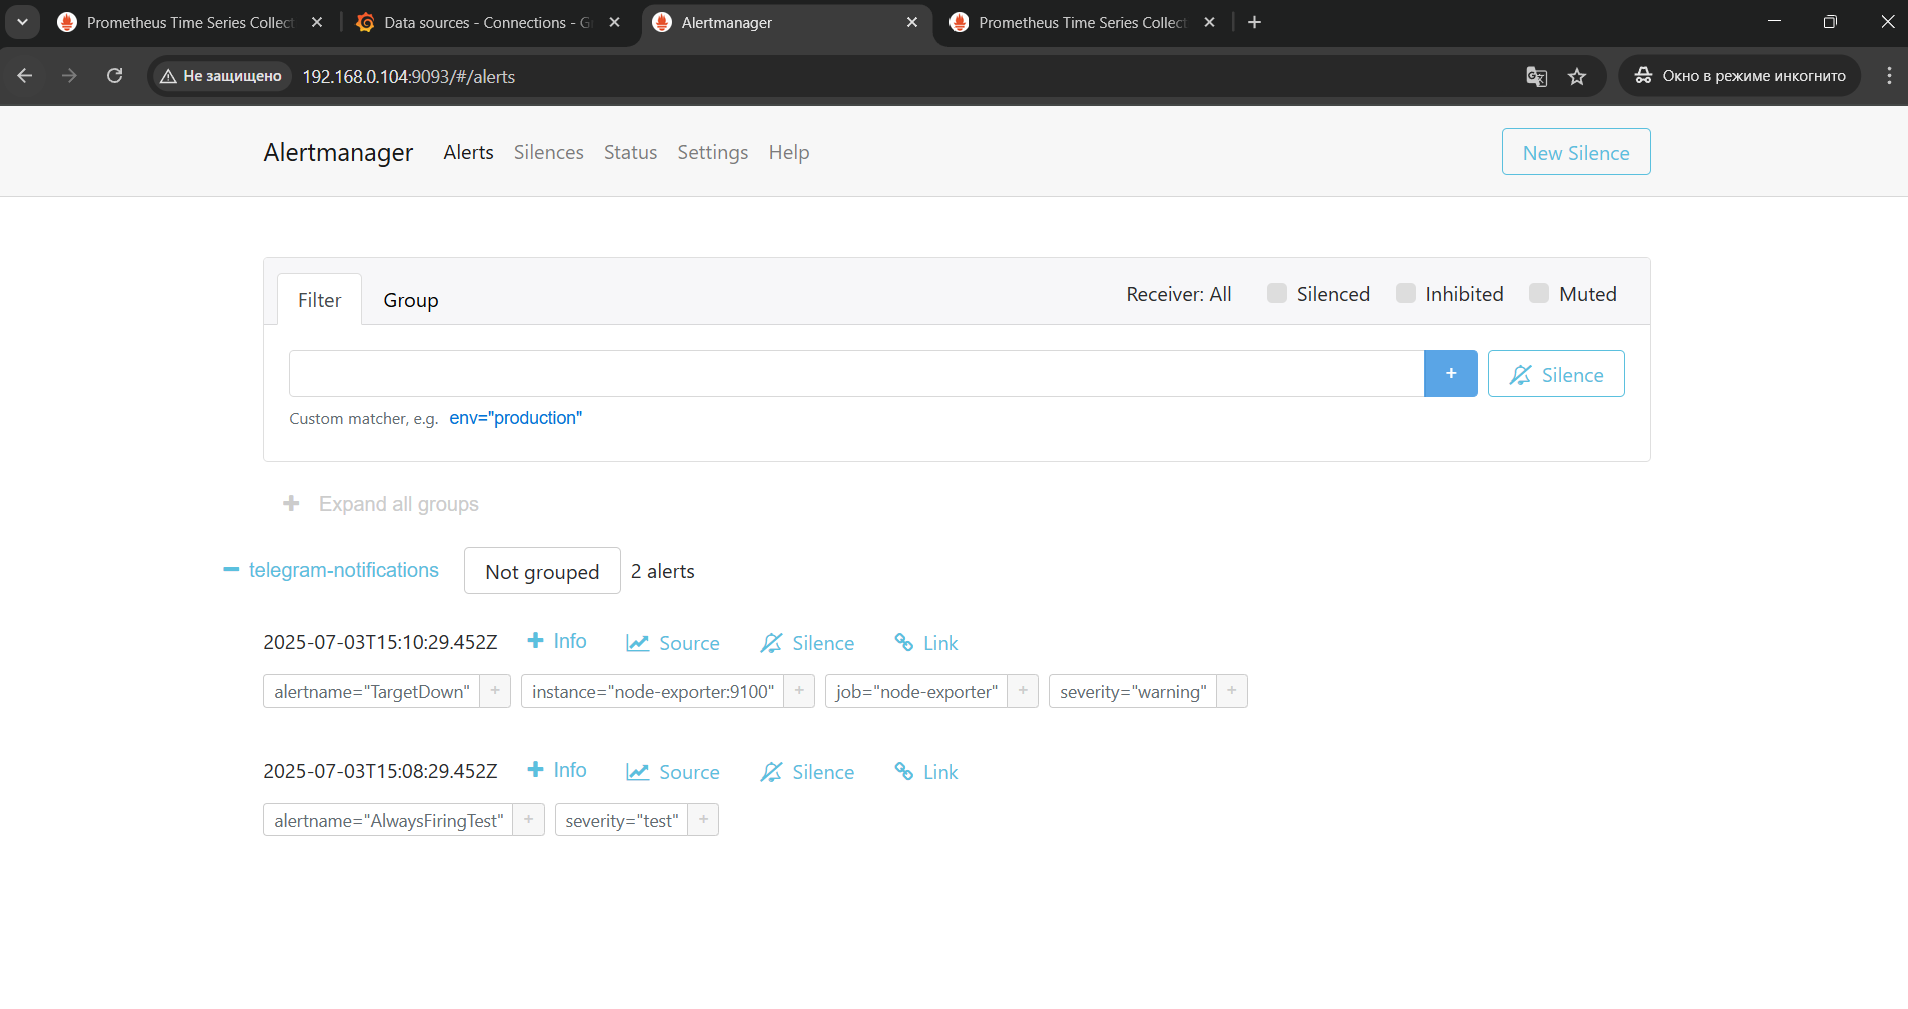 Prometheus Time Series Collect
Data sources - Connections - G
Alertmanager
Prometheus Time Series Collect
Не защищено
192.168.0.104:9093/#/alerts
Окно в режиме инкогнито
Alertmanager
Alerts
Silences
Status
Settings
Help
New Silence
Filter
Group
Receiver: All
Silenced
Inhibited
Muted
+
Silence
Custom matcher, e.g. env="production"
+ Expand all groups
telegram-notifications
Not grouped
2 alerts
2025-07-03T15:10:29.452Z
+ Info
Source
Silence
Link
alertname="TargetDown" +
instance="node-exporter:9100" +
job="node-exporter" +
severity="warning" +
2025-07-03T15:08:29.452Z
+ Info
Source
Silence
Link
alertname="AlwaysFiringTest" +
severity="test" +